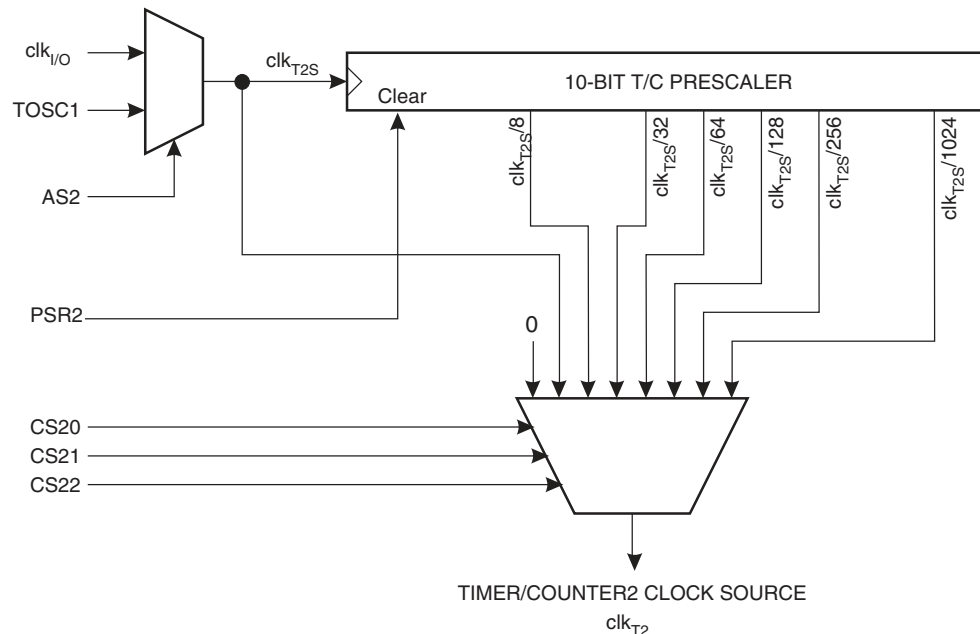 clkI/O
clkT2S
10-BIT T/C PRESCALER
TOSC1
Clear
clkT2S/8
clkT2S/32
clkT2S/64
clkT2S/128
clkT2S/256
clkT2S/1024
AS2
PSR2
0
CS20
CS21
CS22
TIMER/COUNTER2 CLOCK SOURCE
clkT2